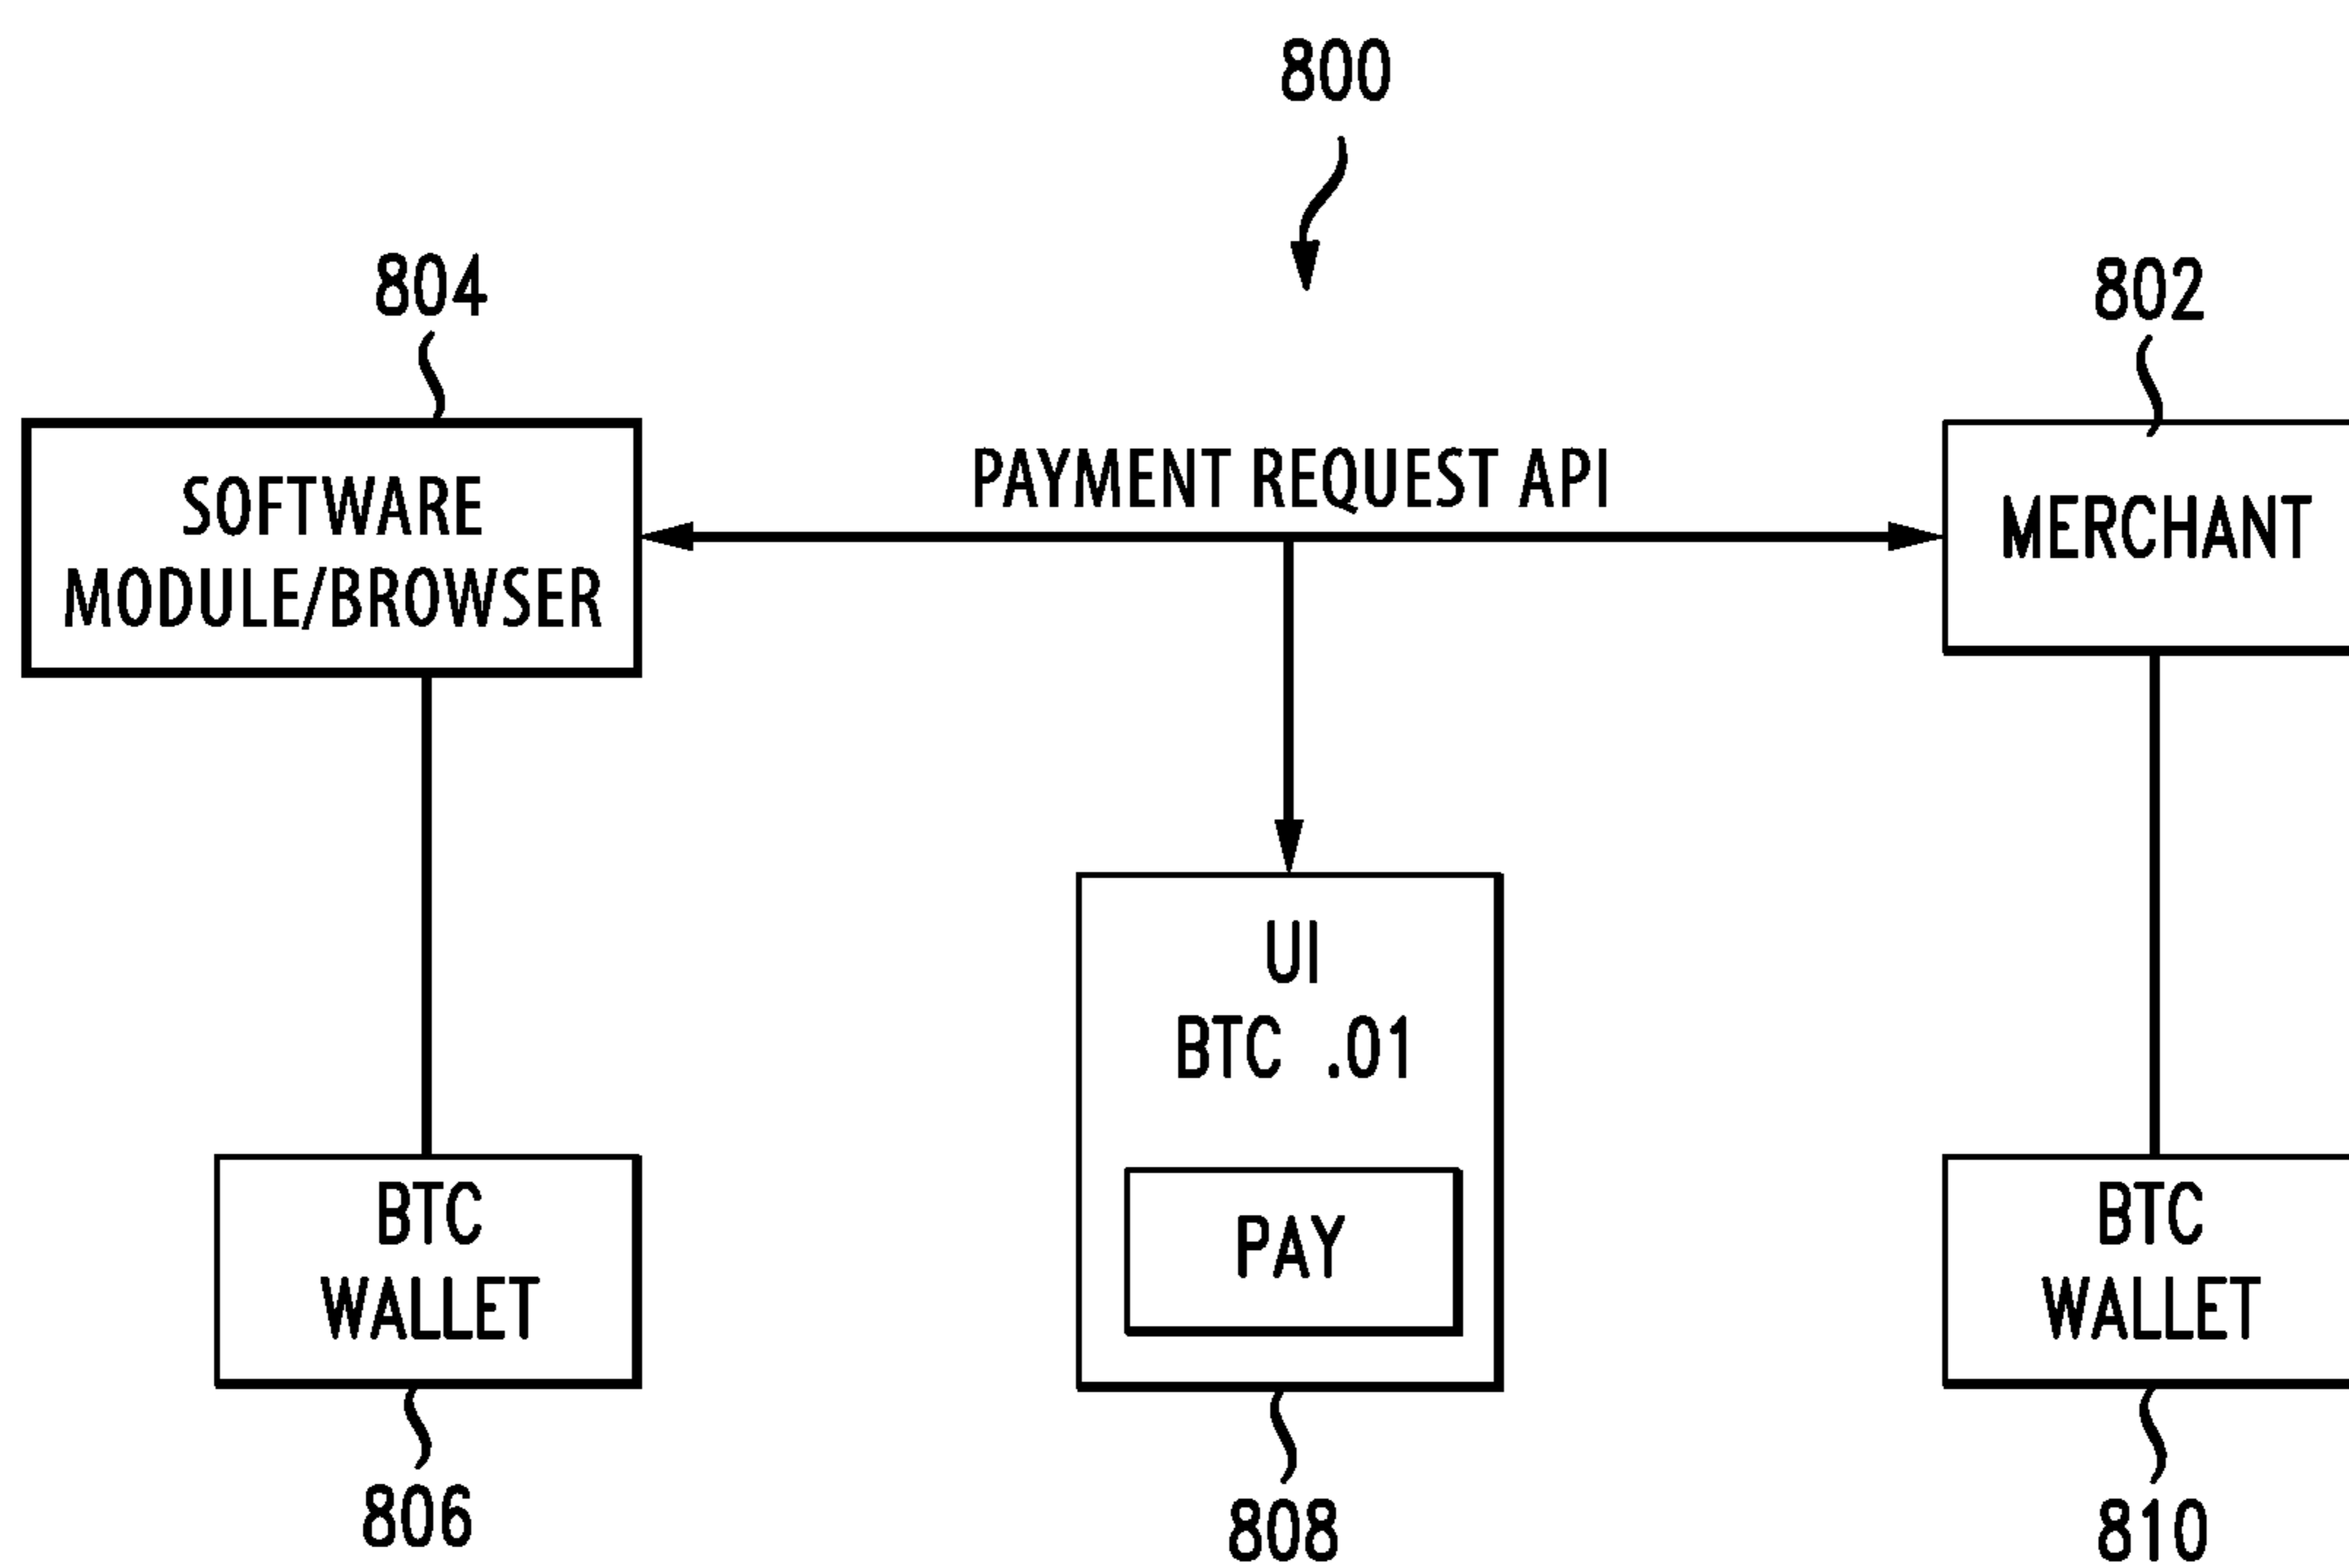 800
804
802
SOFTWARE
MODULE/BROWSER
PAYMENT REQUEST API
MERCHANT
UI
BTC .01
PAY
BTC
WALLET
BTC
WALLET
806
808
810